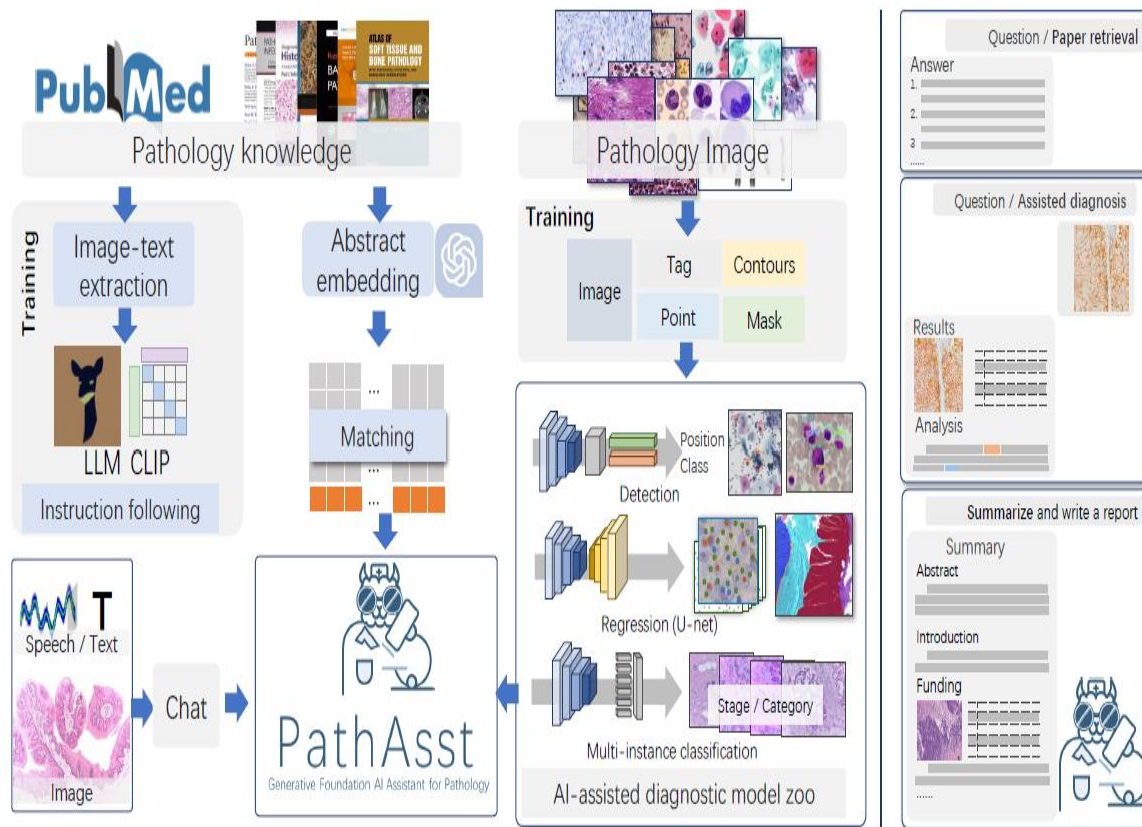 PubMed
ATLAS OF
SOFT TISSUE AND
BONE PATHOLOGY
Pathology knowledge
Training
Image-text
extraction
LLM CLIP
Instruction following
Abstract
embedding
...
Matching
...
Speech / Text
T
Image
Chat
PathAsst
Generative Foundation AI Assistant for Pathology
Pathology Image
Training
Image
Tag
Contours
Point
Mask
Position
Class
Detection
Regression (U-net)
Stage / Category
Multi-instance classification
AI-assisted diagnostic model zoo
Question / Paper retrieval
Answer
1.
2.
3
......
Question / Assisted diagnosis
Results
Analysis
Summarize and write a report
Summary
Abstract
Introduction
Funding
......